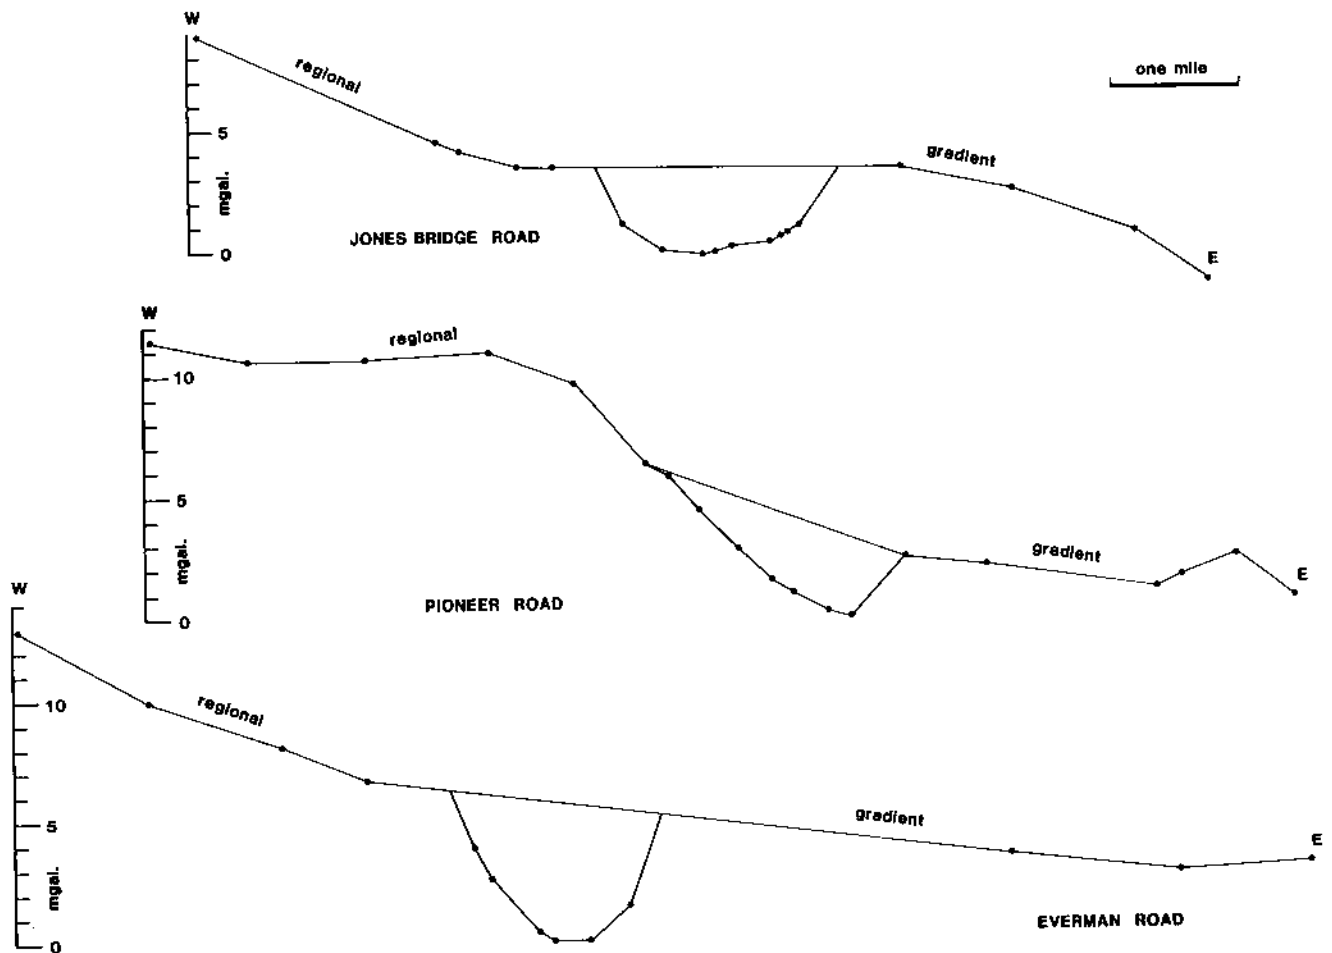 W
regional
one mile
5
mgal.
0
JONES BRIDGE ROAD
gradient
E
W
regional
10
5
mgal.
0
PIONEER ROAD
gradient
E
W
regional
10
5
mgal.
0
gradient
E
EVERMAN ROAD